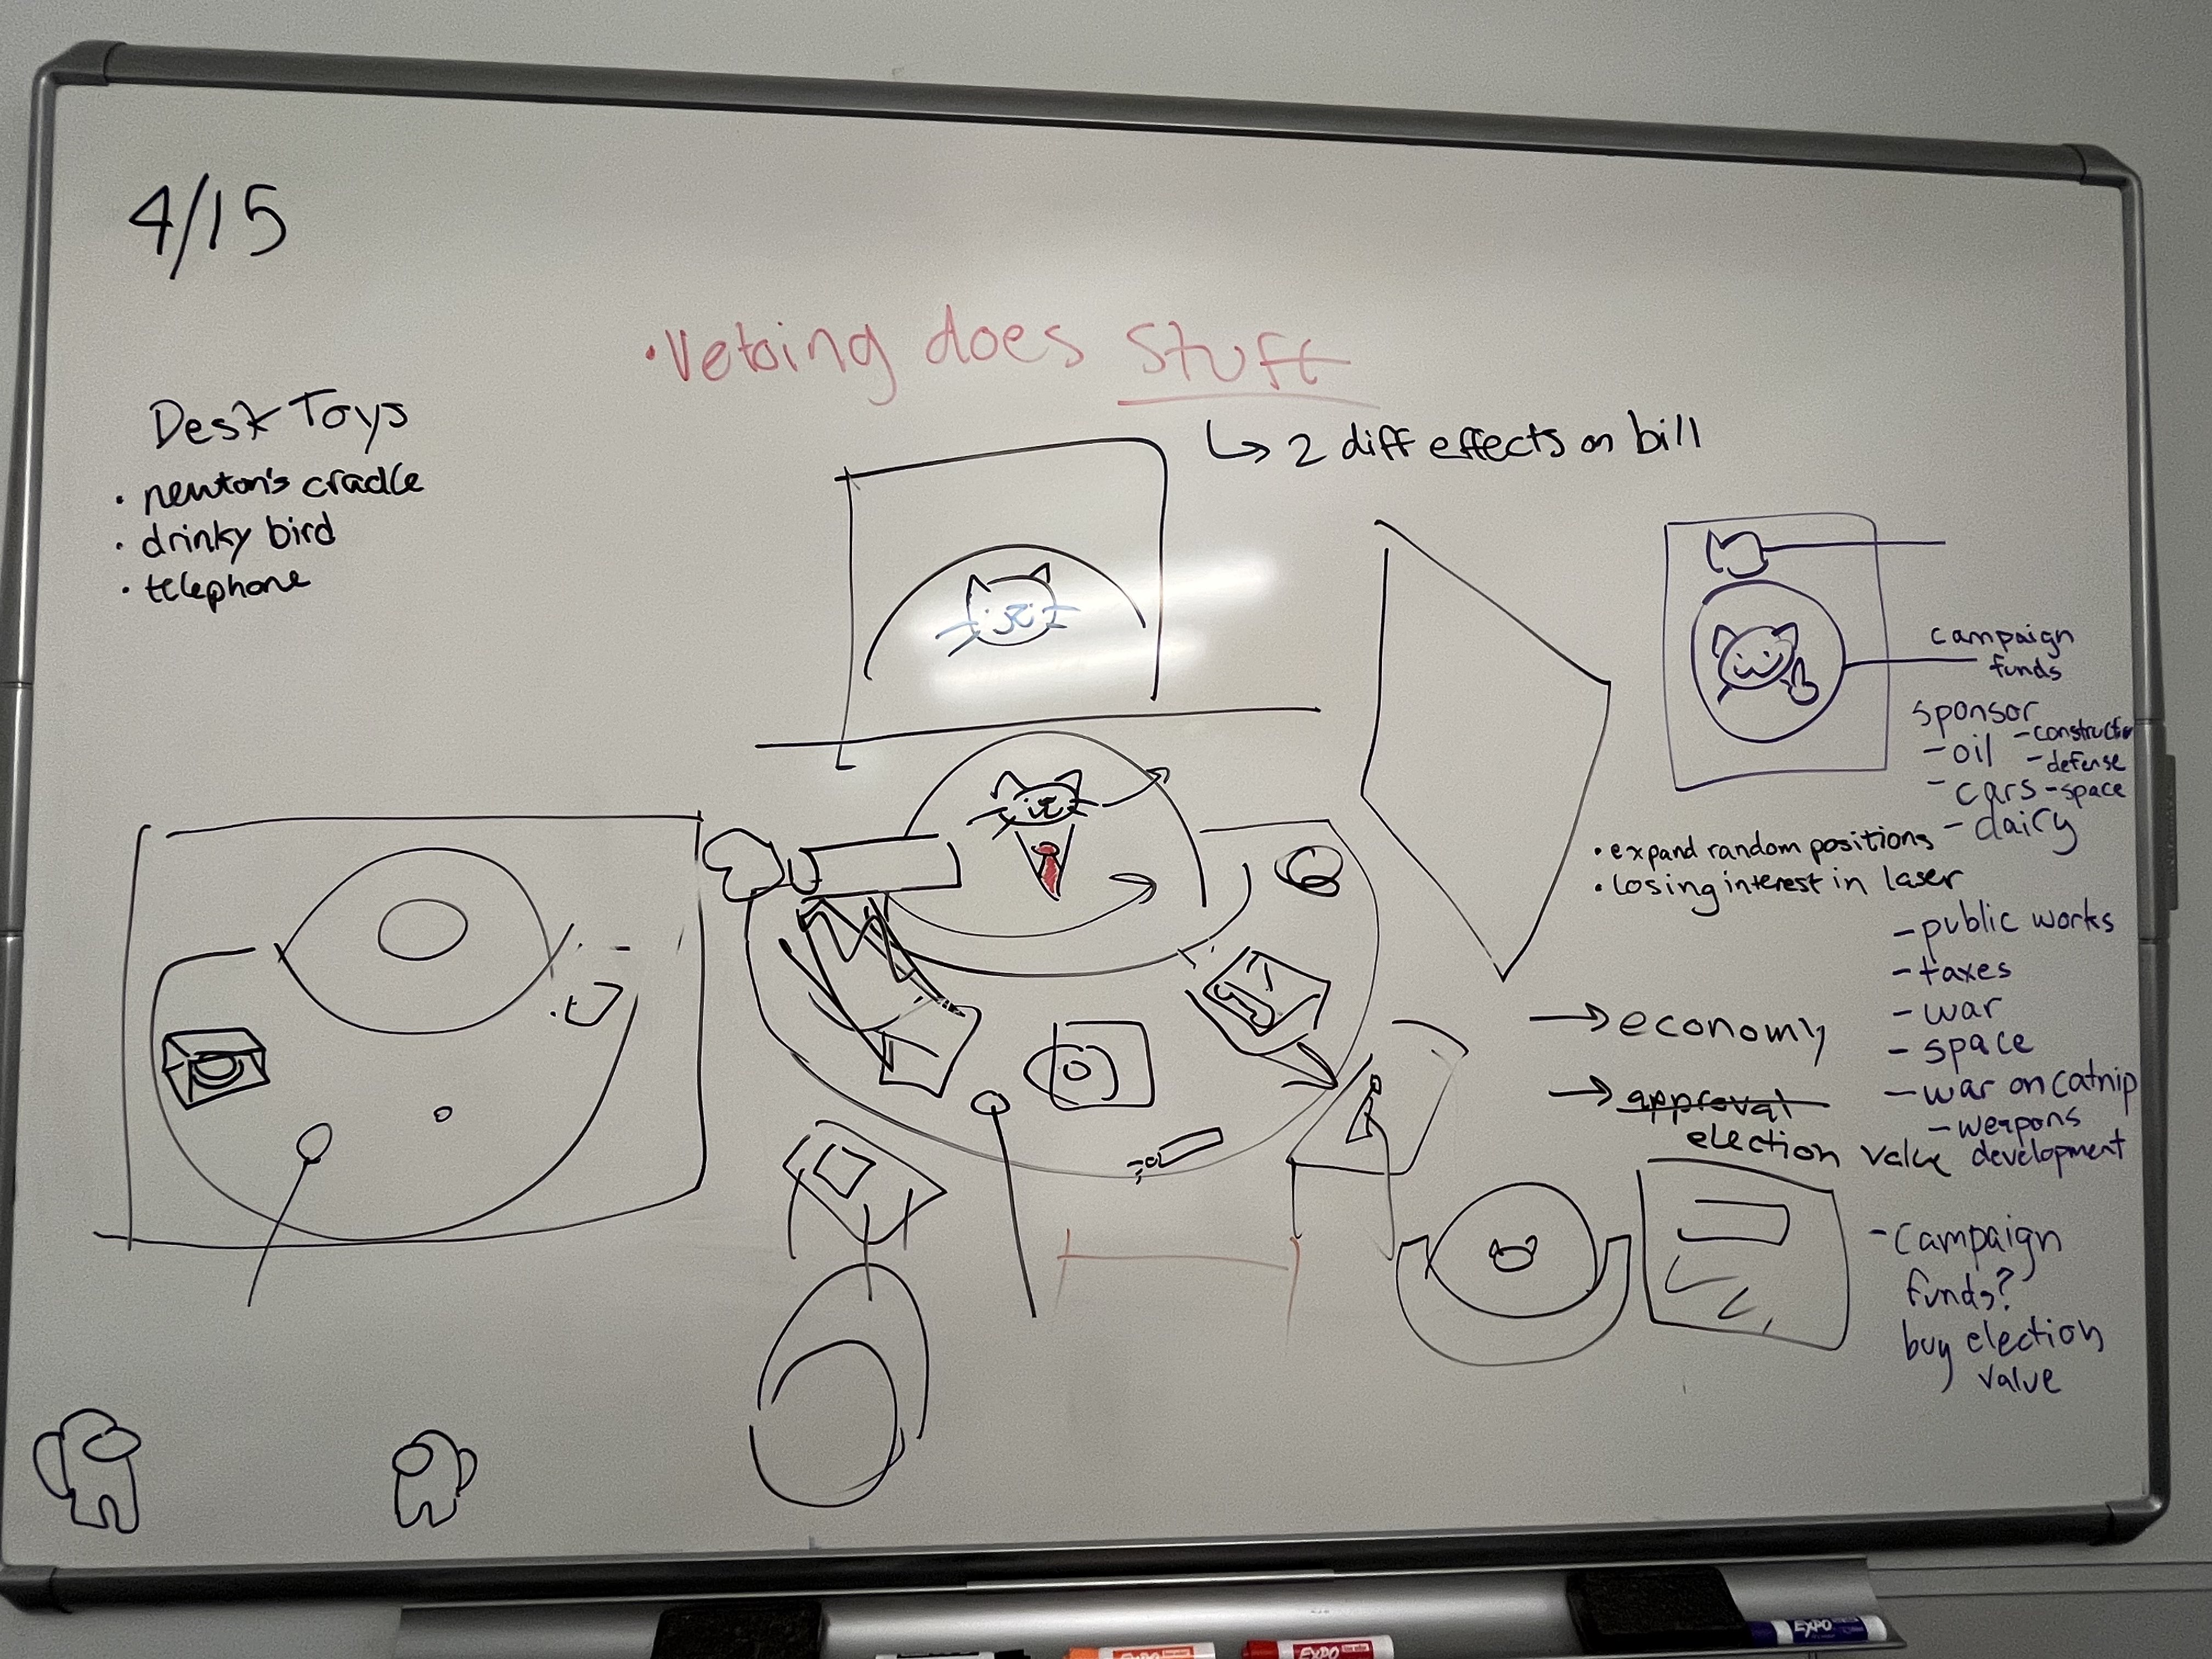 4/15
• Vetoing does stuff
↳ 2 diff effects on bill
Desk Toys
• newton's cradle
• drinky bird
• telephone
campaign
funds
sponsor
- oil
- cars
- dairy
- defense
- space
• expand random positions
• losing interest in laser
- public works
- taxes
- war
- space
- war on catnip
- weapons
development
→ economy
→ approval
election value
- campaign
funds?
buy election
value
EXPO
EXPO
EXPO